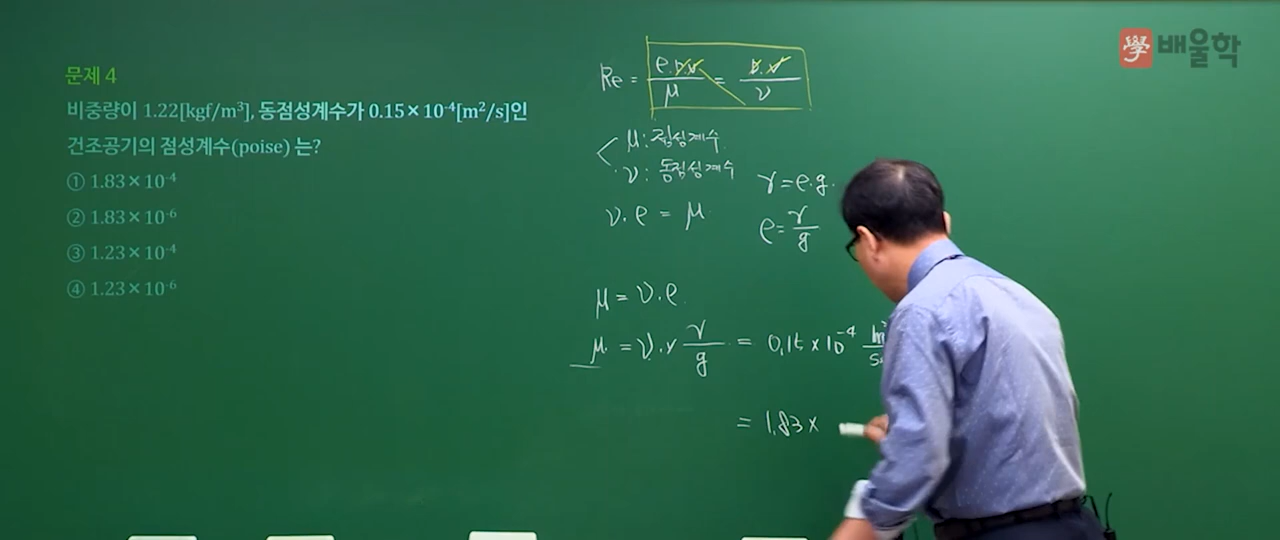 學 배울학
문제 4
비중량이 1.22[kgf/m³], 동점성계수가 0.15×10⁻⁴[m²/s]인
건조공기의 점성계수(poise) 는?
① 1.83×10⁻⁴
② 1.83×10⁻⁶
③ 1.23×10⁻⁴
④ 1.23×10⁻⁶
Re = ρ.v.d/μ = v.d/ν
μ: 점성계수
ν: 동점성계수
ν.ρ = μ
γ = ρ.g.
ρ = γ/g
μ = ν.ρ
μ = ν.× γ/g = 0.15×10⁻⁴
= 1.83×